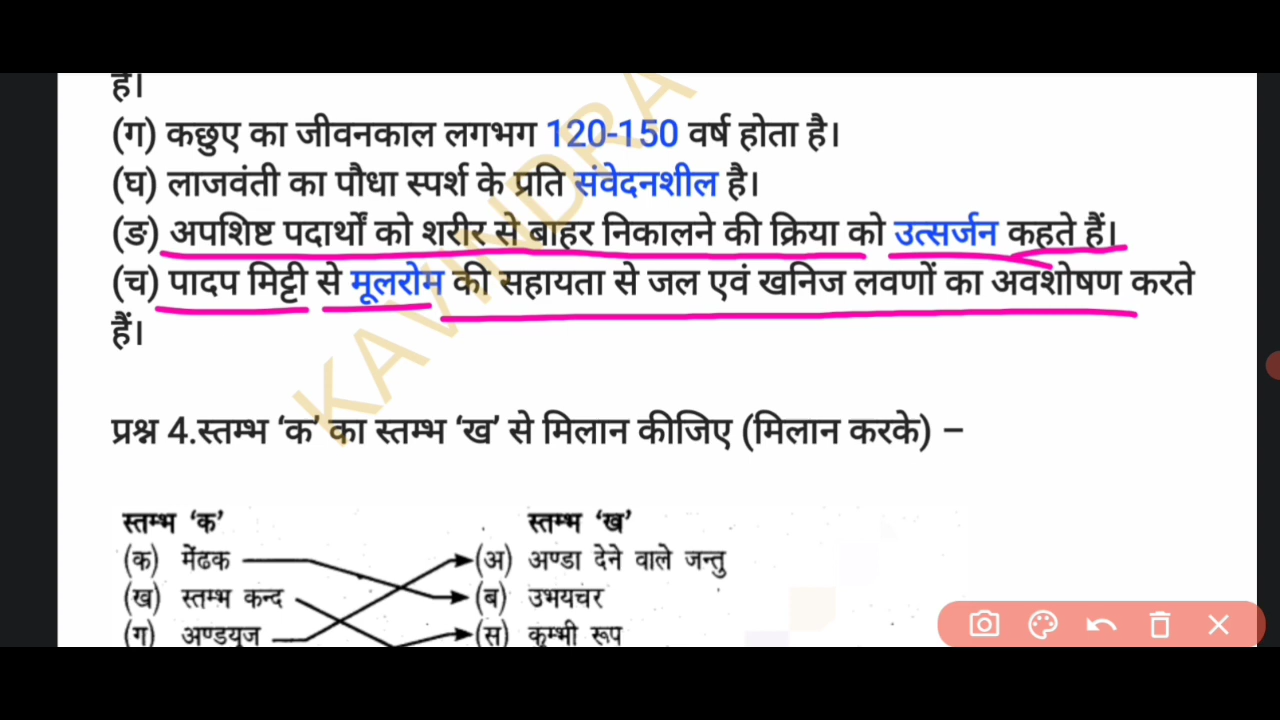 हैं।
(ग) कछुए का जीवनकाल लगभग 120-150 वर्ष होता है।
(घ) लाजवंती का पौधा स्पर्श के प्रति संवेदनशील है।
(ङ) अपशिष्ट पदार्थों को शरीर से बाहर निकालने की क्रिया को उत्सर्जन कहते हैं।
(च) पादप मिट्टी से मूलरोम की सहायता से जल एवं खनिज लवणों का अवशोषण करते
हैं।
KAVINDRA
प्रश्न 4.स्तम्भ ‘क’ का स्तम्भ ‘ख’ से मिलान कीजिए (मिलान करके) –
स्तम्भ ‘क’ स्तम्भ ‘ख’
(क) मेंढक (अ) अण्डा देने वाले जन्तु
(ख) स्तम्भ कन्द (ब) उभयचर
(ग) अण्डयुज (स) कुम्भी रूप